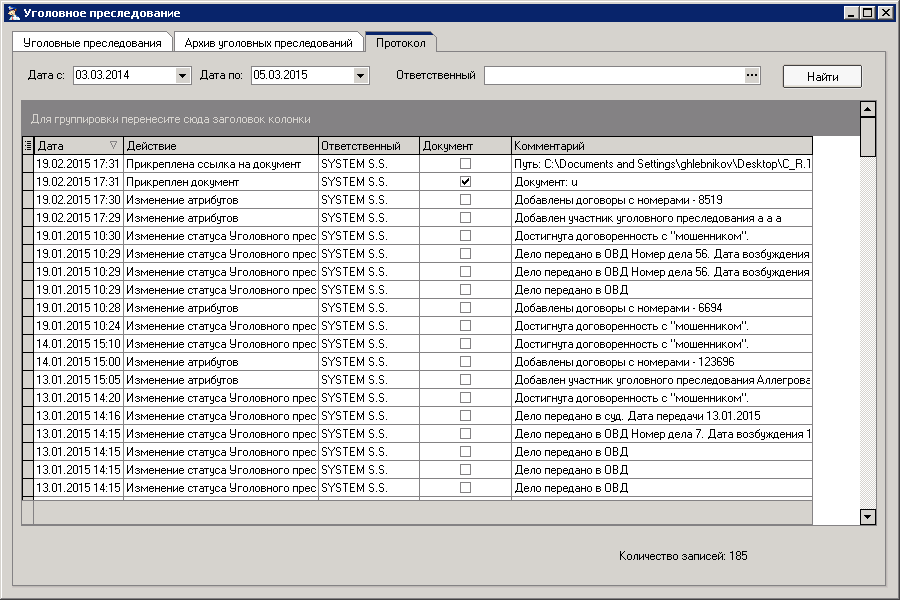 Уголовное преследование
Уголовные преследования Архив уголовных преследований Протокол
Дата с: 03.03.2014 Дата по: 05.03.2015 Ответственный ... Найти
Для группировки перенесите сюда заголовок колонки
Дата Действие Ответственный Документ Комментарий
19.02.2015 17:31 Прикреплена ссылка на документ SYSTEM S.S. Путь: C:\Documents and Settings\ghlebnikov\Desktop\C_R.1
19.02.2015 17:31 Прикреплен документ SYSTEM S.S. Документ: u
19.02.2015 17:30 Изменение атрибутов SYSTEM S.S. Добавлены договоры с номерами - 8519
19.02.2015 17:29 Изменение атрибутов SYSTEM S.S. Добавлен участник уголовного преследования а а а
19.01.2015 10:30 Изменение статуса Уголовного прес SYSTEM S.S. Достигнута договоренность с "мошенником".
19.01.2015 10:29 Изменение статуса Уголовного прес SYSTEM S.S. Дело передано в ОВД Номер дела 56. Дата возбуждения
19.01.2015 10:29 Изменение статуса Уголовного прес SYSTEM S.S. Дело передано в ОВД Номер дела 56. Дата возбуждения
19.01.2015 10:29 Изменение статуса Уголовного прес SYSTEM S.S. Дело передано в ОВД
19.01.2015 10:28 Изменение атрибутов SYSTEM S.S. Добавлены договоры с номерами - 6694
19.01.2015 10:24 Изменение статуса Уголовного прес SYSTEM S.S. Достигнута договоренность с "мошенником".
14.01.2015 15:10 Изменение статуса Уголовного прес SYSTEM S.S. Достигнута договоренность с "мошенником".
14.01.2015 15:00 Изменение атрибутов SYSTEM S.S. Добавлены договоры с номерами - 123696
13.01.2015 15:05 Изменение атрибутов SYSTEM S.S. Добавлен участник уголовного преследования Аллегрова
13.01.2015 14:20 Изменение статуса Уголовного прес SYSTEM S.S. Достигнута договоренность с "мошенником".
13.01.2015 14:16 Изменение статуса Уголовного прес SYSTEM S.S. Дело передано в суд. Дата передачи 13.01.2015
13.01.2015 14:15 Изменение статуса Уголовного прес SYSTEM S.S. Дело передано в ОВД Номер дела 7. Дата возбуждения 1
13.01.2015 14:15 Изменение статуса Уголовного прес SYSTEM S.S. Дело передано в ОВД
13.01.2015 14:15 Изменение статуса Уголовного прес SYSTEM S.S. Дело передано в ОВД
13.01.2015 14:15 Изменение статуса Уголовного прес SYSTEM S.S. Дело передано в ОВД
Количество записей: 185